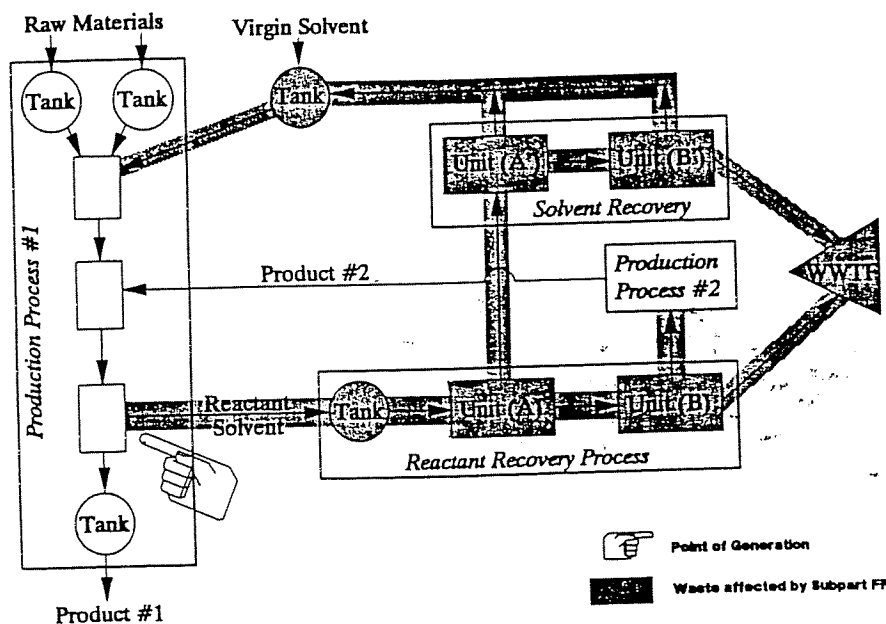 Raw Materials
Virgin Solvent
Tank
Tank
Tank
Unit (A)
Unit (B)
Solvent Recovery
Production Process #1
Product #2
Production
Process #2
WWTF
Reactant
Solvent
Tank
Unit (A)
Unit (B)
Reactant Recovery Process
Tank
Point of Generation
Waste affected by Subpart FF
Product #1